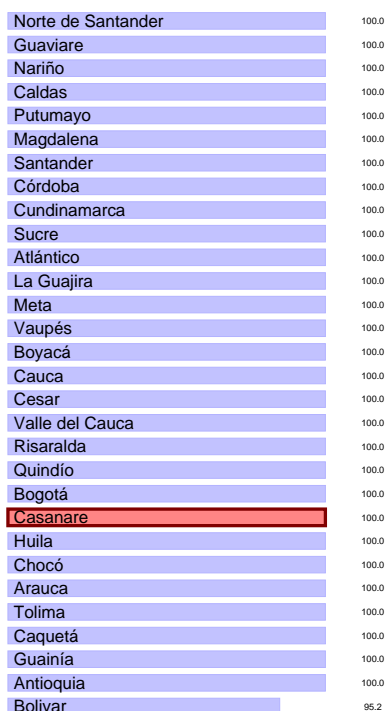 Norte de Santander 100.0
Guaviare 100.0
Nariño 100.0
Caldas 100.0
Putumayo 100.0
Magdalena 100.0
Santander 100.0
Córdoba 100.0
Cundinamarca 100.0
Sucre 100.0
Atlántico 100.0
La Guajira 100.0
Meta 100.0
Vaupés 100.0
Boyacá 100.0
Cauca 100.0
Cesar 100.0
Valle del Cauca 100.0
Risaralda 100.0
Quindío 100.0
Bogotá 100.0
Casanare 100.0
Huila 100.0
Chocó 100.0
Arauca 100.0
Tolima 100.0
Caquetá 100.0
Guainía 100.0
Antioquia 100.0
Bolivar 95.2